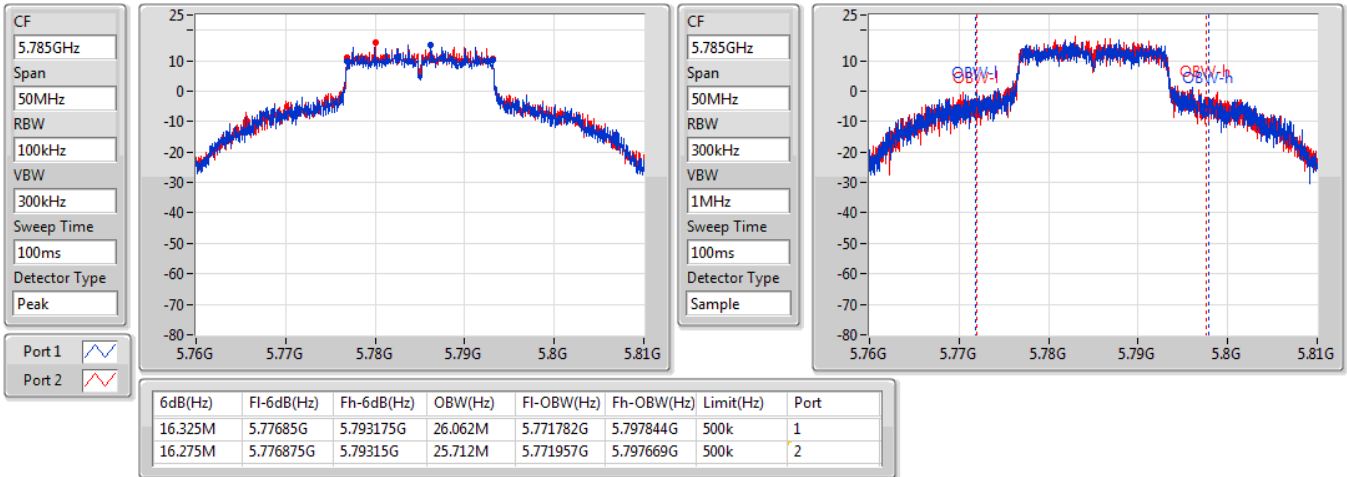 CF
5.785GHz
Span
50MHz
RBW
100kHz
VBW
300kHz
Sweep Time
100ms
Detector Type
Peak
Port 1
Port 2
25
10
0
-10
-20
-30
-40
-50
-60
-70
-80
5.76G 5.77G 5.78G 5.79G 5.8G 5.81G
CF
5.785GHz
Span
50MHz
RBW
300kHz
VBW
1MHz
Sweep Time
100ms
Detector Type
Sample
25
10
0
-10
-20
-30
-40
-50
-60
-70
-80
OBW-l
OBW-l
OBW-h
OBW-h
5.76G 5.77G 5.78G 5.79G 5.8G 5.81G
6dB(Hz) Fl-6dB(Hz) Fh-6dB(Hz) OBW(Hz) Fl-OBW(Hz) Fh-OBW(Hz) Limit(Hz) Port
16.325M 5.77685G 5.793175G 26.062M 5.771782G 5.797844G 500k 1
16.275M 5.776875G 5.79315G 25.712M 5.771957G 5.797669G 500k 2